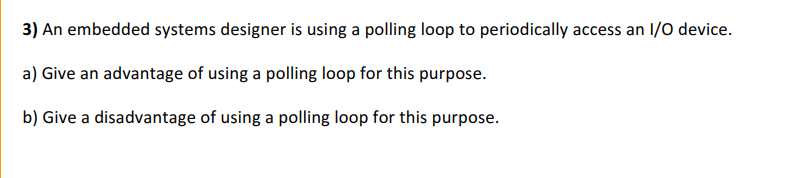 3) An embedded systems designer is using a polling loop to periodically access an I/O device.
a) Give an advantage of using a polling loop for this purpose.
b) Give a disadvantage of using a polling loop for this purpose.